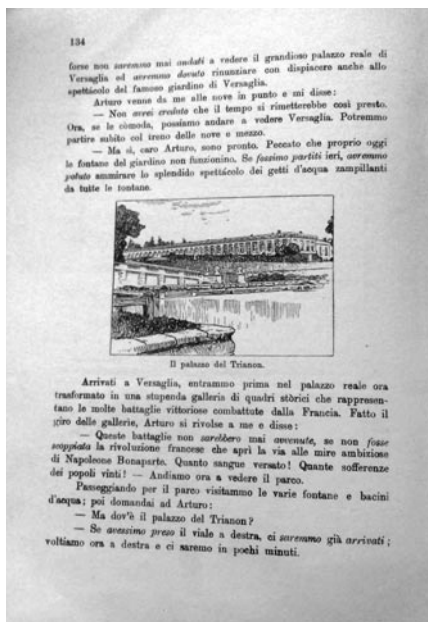 134
forse non saremmo mai andati a vedere il grandioso palazzo reale di
Versaglia ed avremmo dovuto rinunziare con dispiacere anche allo
spettácolo del famoso giardino di Versaglia.
Arturo venne da me alle nove in punto e mi disse:
— Non avrei creduto che il tempo si rimetterebbe così presto.
Ora, se le còmoda, possiamo andare a vedere Versaglia. Potremmo
partire subito col treno delle nove e mezzo.
— Ma sì, caro Arturo, sono pronto. Peccato che proprio oggi
le fontane del giardino non funzionino. Se fossimo partiti ieri, avremmo
potuto ammirare lo splendido spettácolo dei getti d'acqua zampillanti
da tutte le fontane.
Il palazzo del Trianon.
Arrivati a Versaglia, entrammo prima nel palazzo reale ora
trasformato in una stupenda galleria di quadri stòrici che rappresen-
tano le molte battaglie vittoriose combattute dalla Francia. Fatto il
giro delle gallerie, Arturo si rivolse a me e disse:
— Queste battaglie non sarebbero mai avvenute, se non fosse
scoppiata la rivoluzione francese che aprì la via alle mire ambiziose
di Napoleone Bonaparte. Quanto sangue versato! Quante sofferenze
dei popoli vinti! — Andiamo ora a vedere il parco.
Passeggiando per il parco visitammo le varie fontane e bacini
d'acqua; poi domandai ad Arturo:
— Ma dov'è il palazzo del Trianon?
— Se avessimo preso il viale a destra, ci saremmo già arrivati;
voltiamo ora a destra e ci saremo in pochi minuti.